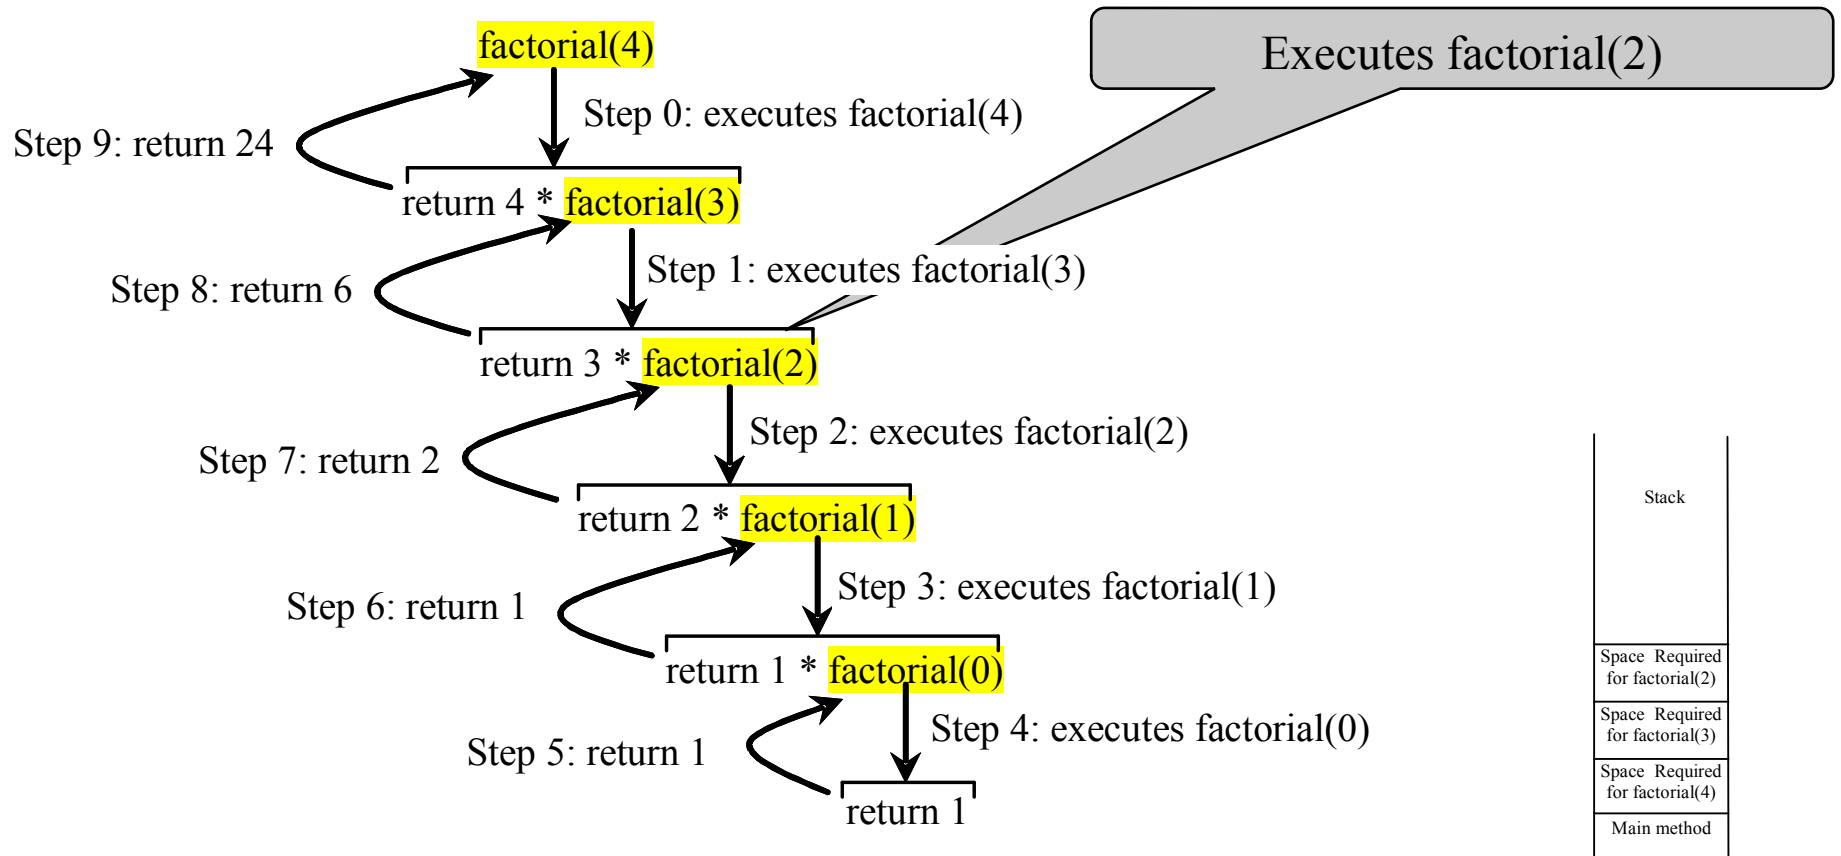 factorial(4)
Executes factorial(2)
Step 0: executes factorial(4)
Step 9: return 24
return 4 * factorial(3)
Step 1: executes factorial(3)
Step 8: return 6
return 3 * factorial(2)
Step 2: executes factorial(2)
Step 7: return 2
return 2 * factorial(1)
Step 3: executes factorial(1)
Step 6: return 1
return 1 * factorial(0)
Step 4: executes factorial(0)
Step 5: return 1
return 1
Stack
Space Required
for factorial(2)
Space Required
for factorial(3)
Space Required
for factorial(4)
Main method